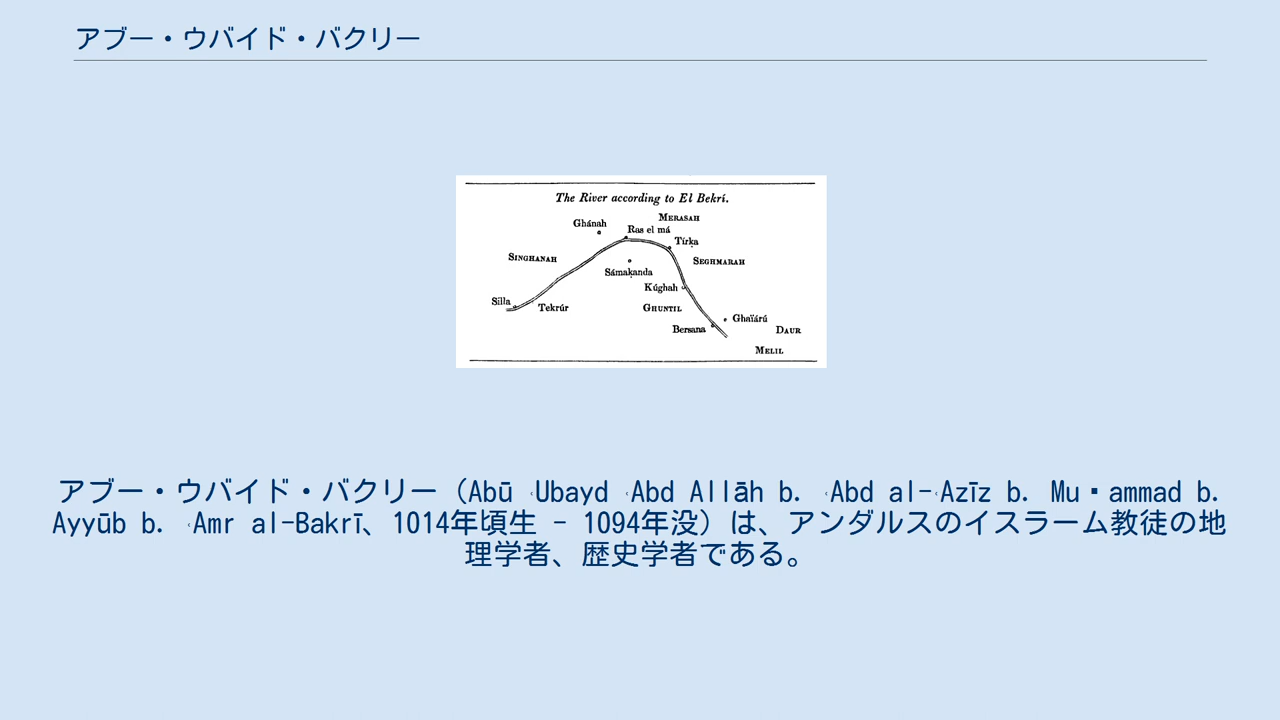 アブー・ウバイド・バクリー
The River according to El Bekrí.
MERASAH
Ghánah
Ras el má
Tírḳa
SINGHANAH
SEGHMARAH
Sámaḳanda
Kúghah
Silla
Tekrúr
GHUNTIL
Ghaïárú
Bersana
DAUR
MELIL
アブー・ウバイド・バクリー（Abū ʿUbayd ʿAbd Allāh b. ʿAbd al-ʿAzīz b. Mu･ammad b.
Ayyūb b. ʿAmr al-Bakrī、1014年頃生 - 1094年没）は、アンダルスのイスラーム教徒の地
理学者、歴史学者である。